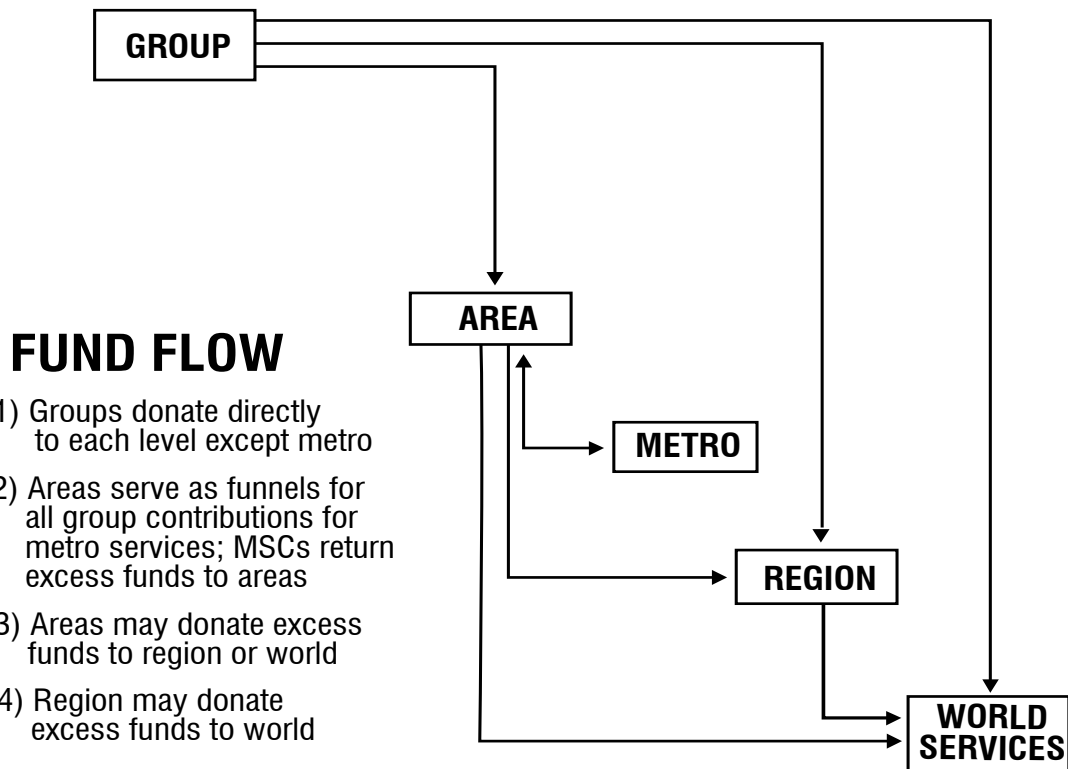 GROUP
AREA
FUND FLOW
1) Groups donate directly
to each level except metro
METRO
2) Areas serve as funnels for
all group contributions for
metro services; MSCs return
excess funds to areas
REGION
3) Areas may donate excess
funds to region or world
4) Region may donate
excess funds to world
WORLD
SERVICES